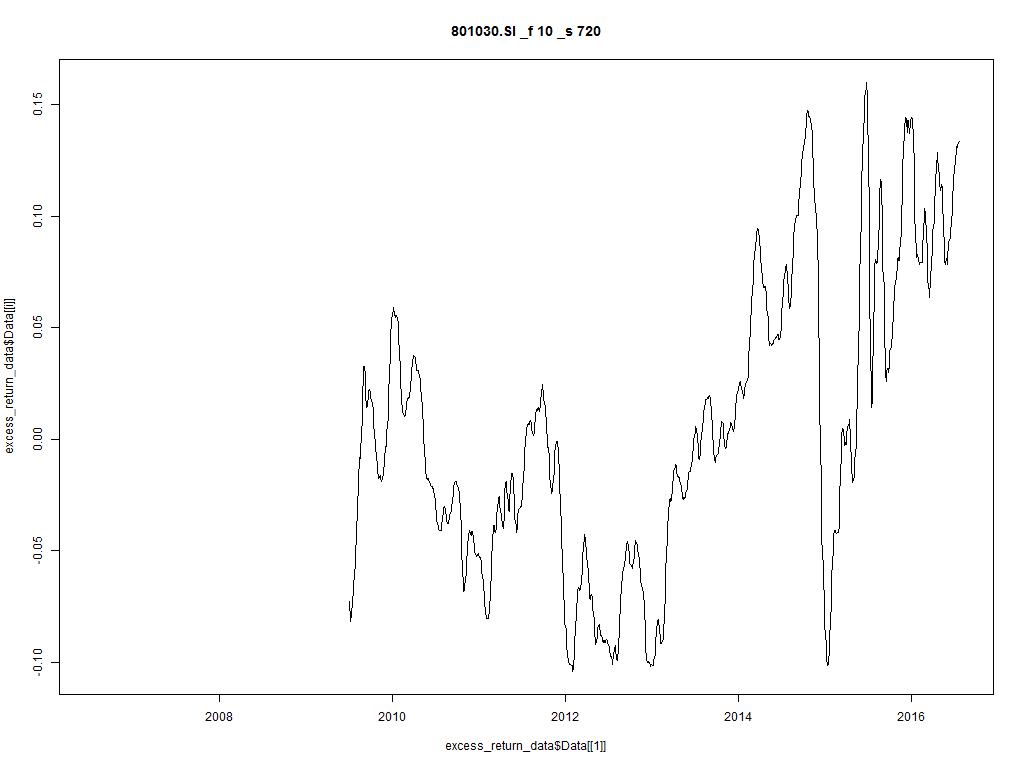 801030.SI _f 10 _s 720
excess_return_data$Data[[i]]
0.15
0.10
0.05
0.00
-0.05
-0.10
2008 2010 2012 2014 2016
excess_return_data$Data[[1]]